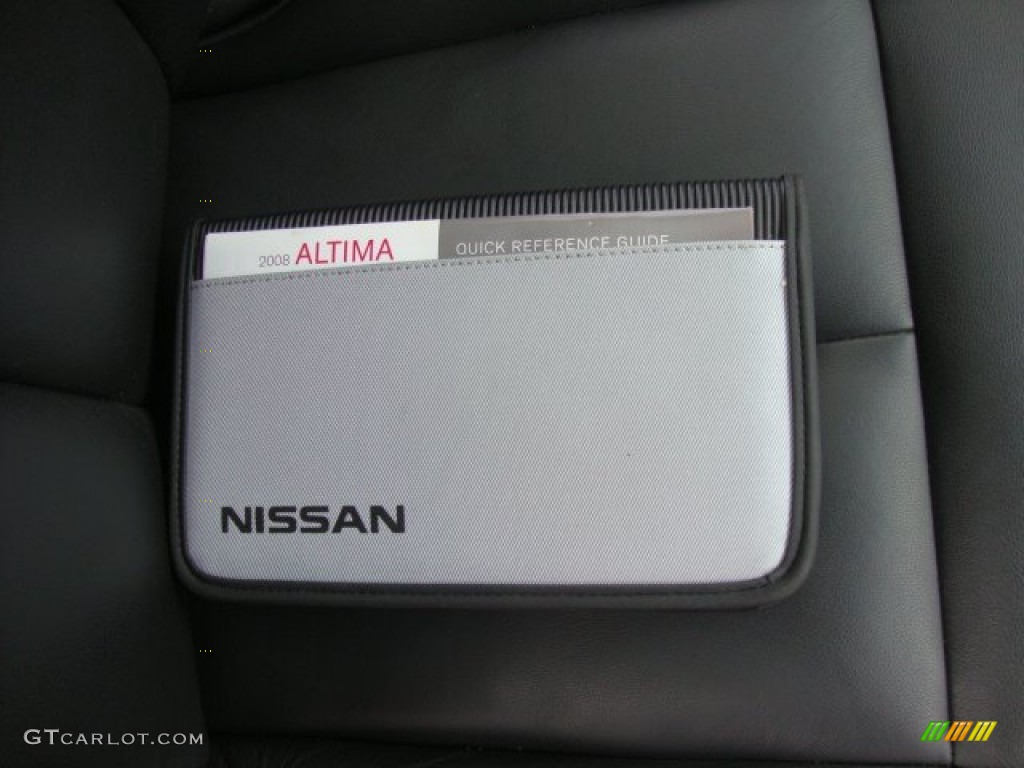 2008 ALTIMA QUICK REFERENCE GUIDE
NISSAN
GTCARLOT.COM